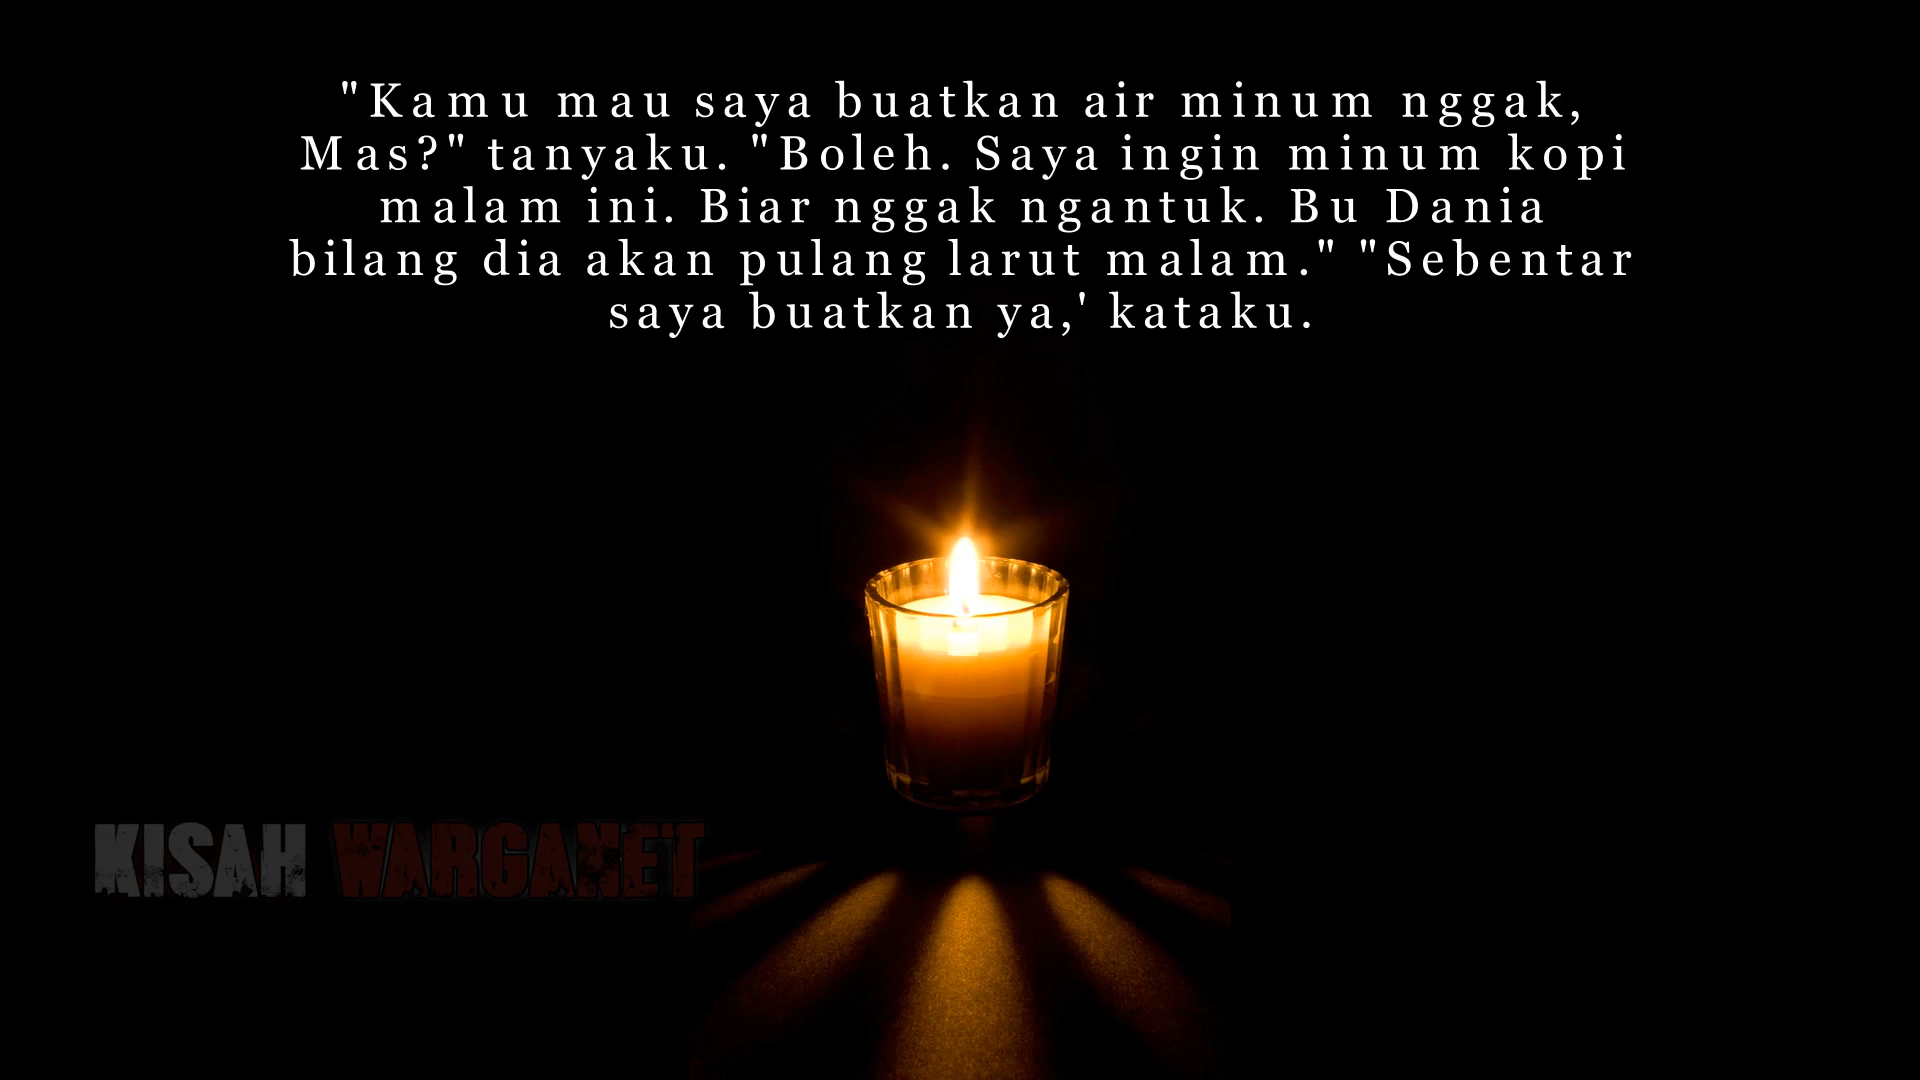 "Kamu mau saya buatkan air minum nggak,
Mas?" tanyaku. "Boleh. Saya ingin minum kopi
malam ini. Biar nggak ngantuk. Bu Dania
bilang dia akan pulang larut malam." "Sebentar
saya buatkan ya,' kataku.
KISAH WARGANET